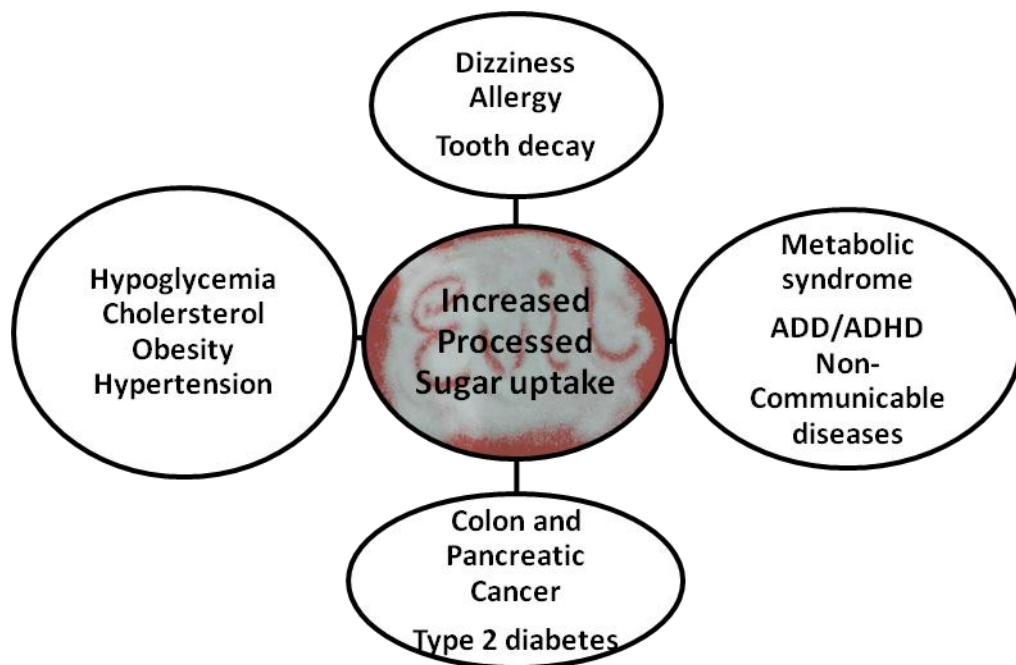 Dizziness
Allergy
Tooth decay
Hypoglycemia
Cholersterol
Obesity
Hypertension
Evil
Increased
Processed
Sugar uptake
Metabolic
syndrome
ADD/ADHD
Non-
Communicable
diseases
Colon and
Pancreatic
Cancer
Type 2 diabetes